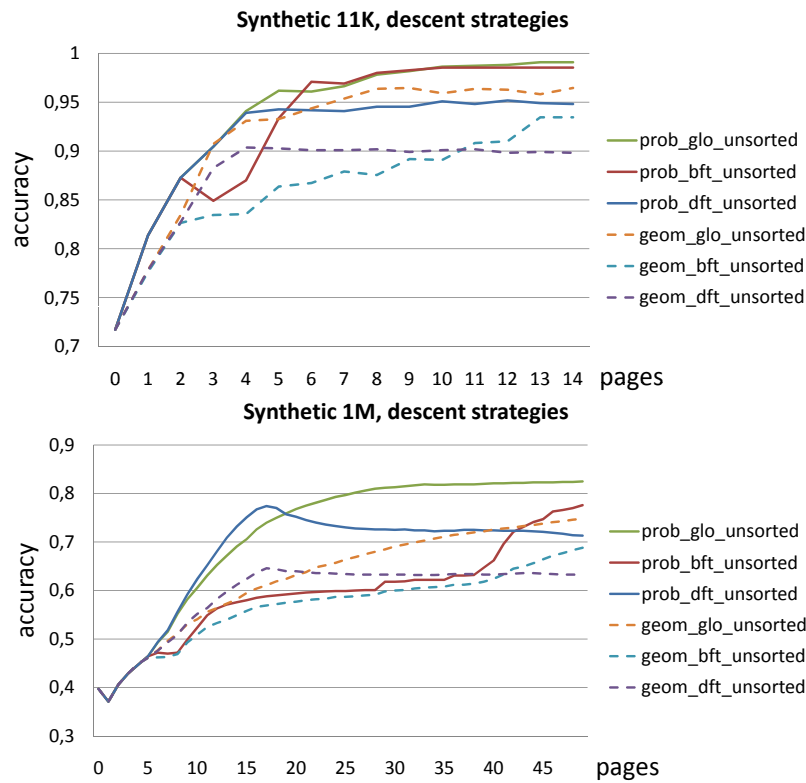 Synthetic 11K, descent strategies
1
0,95
0,9
0,85
0,8
0,75
0,7
accuracy
0 1 2 3 4 5 6 7 8 9 10 11 12 13 14 pages
prob_glo_unsorted
prob_bft_unsorted
prob_dft_unsorted
geom_glo_unsorted
geom_bft_unsorted
geom_dft_unsorted
Synthetic 1M, descent strategies
0,9
0,8
0,7
0,6
0,5
0,4
0,3
accuracy
0 5 10 15 20 25 30 35 40 45 pages
prob_glo_unsorted
prob_bft_unsorted
prob_dft_unsorted
geom_glo_unsorted
geom_bft_unsorted
geom_dft_unsorted